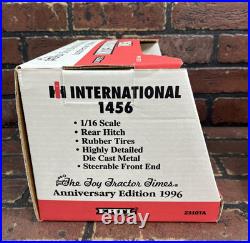 IH INTERNATIONAL
1456
• 1/16 Scale
• Rear Hitch
• Rubber Tires
• Highly Detailed
Die Cast Metal
• Steerable Front End
The Toy Tractor Times®
Anniversary Edition 1996
ERTL
2310TA